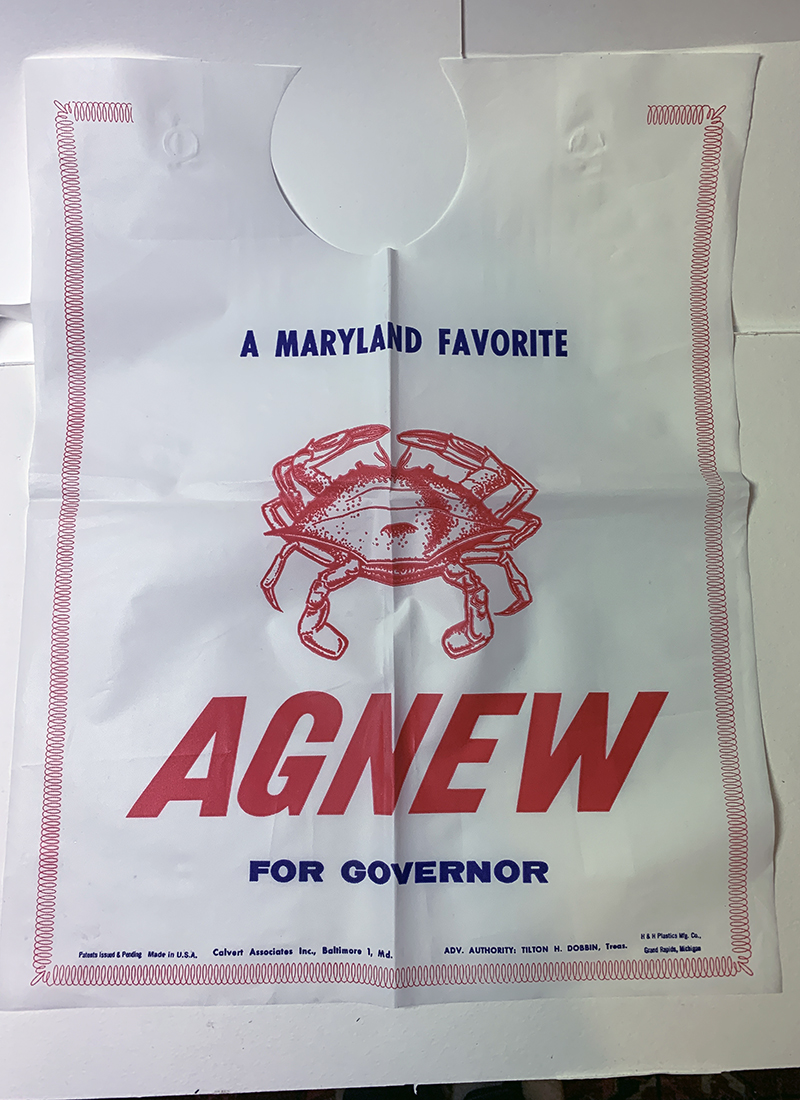 A MARYLAND FAVORITE
AGNEW
FOR GOVERNOR
Patents Issued & Pending Made in U.S.A. Calvert Associates Inc., Baltimore 1, Md. ADV. AUTHORITY: TILTON H. DOBBIN, Treas.
H & H Plastics Mfg. Co.,
Grand Rapids, Michigan